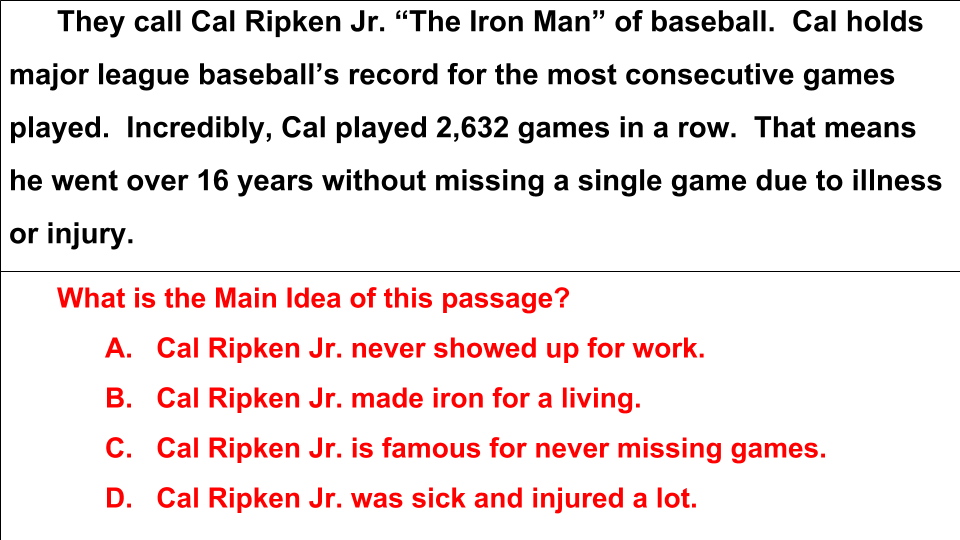 They call Cal Ripken Jr. “The Iron Man” of baseball.  Cal holds
major league baseball’s record for the most consecutive games
played.  Incredibly, Cal played 2,632 games in a row.  That means
he went over 16 years without missing a single game due to illness
or injury.
What is the Main Idea of this passage?
A. Cal Ripken Jr. never showed up for work.
B. Cal Ripken Jr. made iron for a living.
C. Cal Ripken Jr. is famous for never missing games.
D. Cal Ripken Jr. was sick and injured a lot.